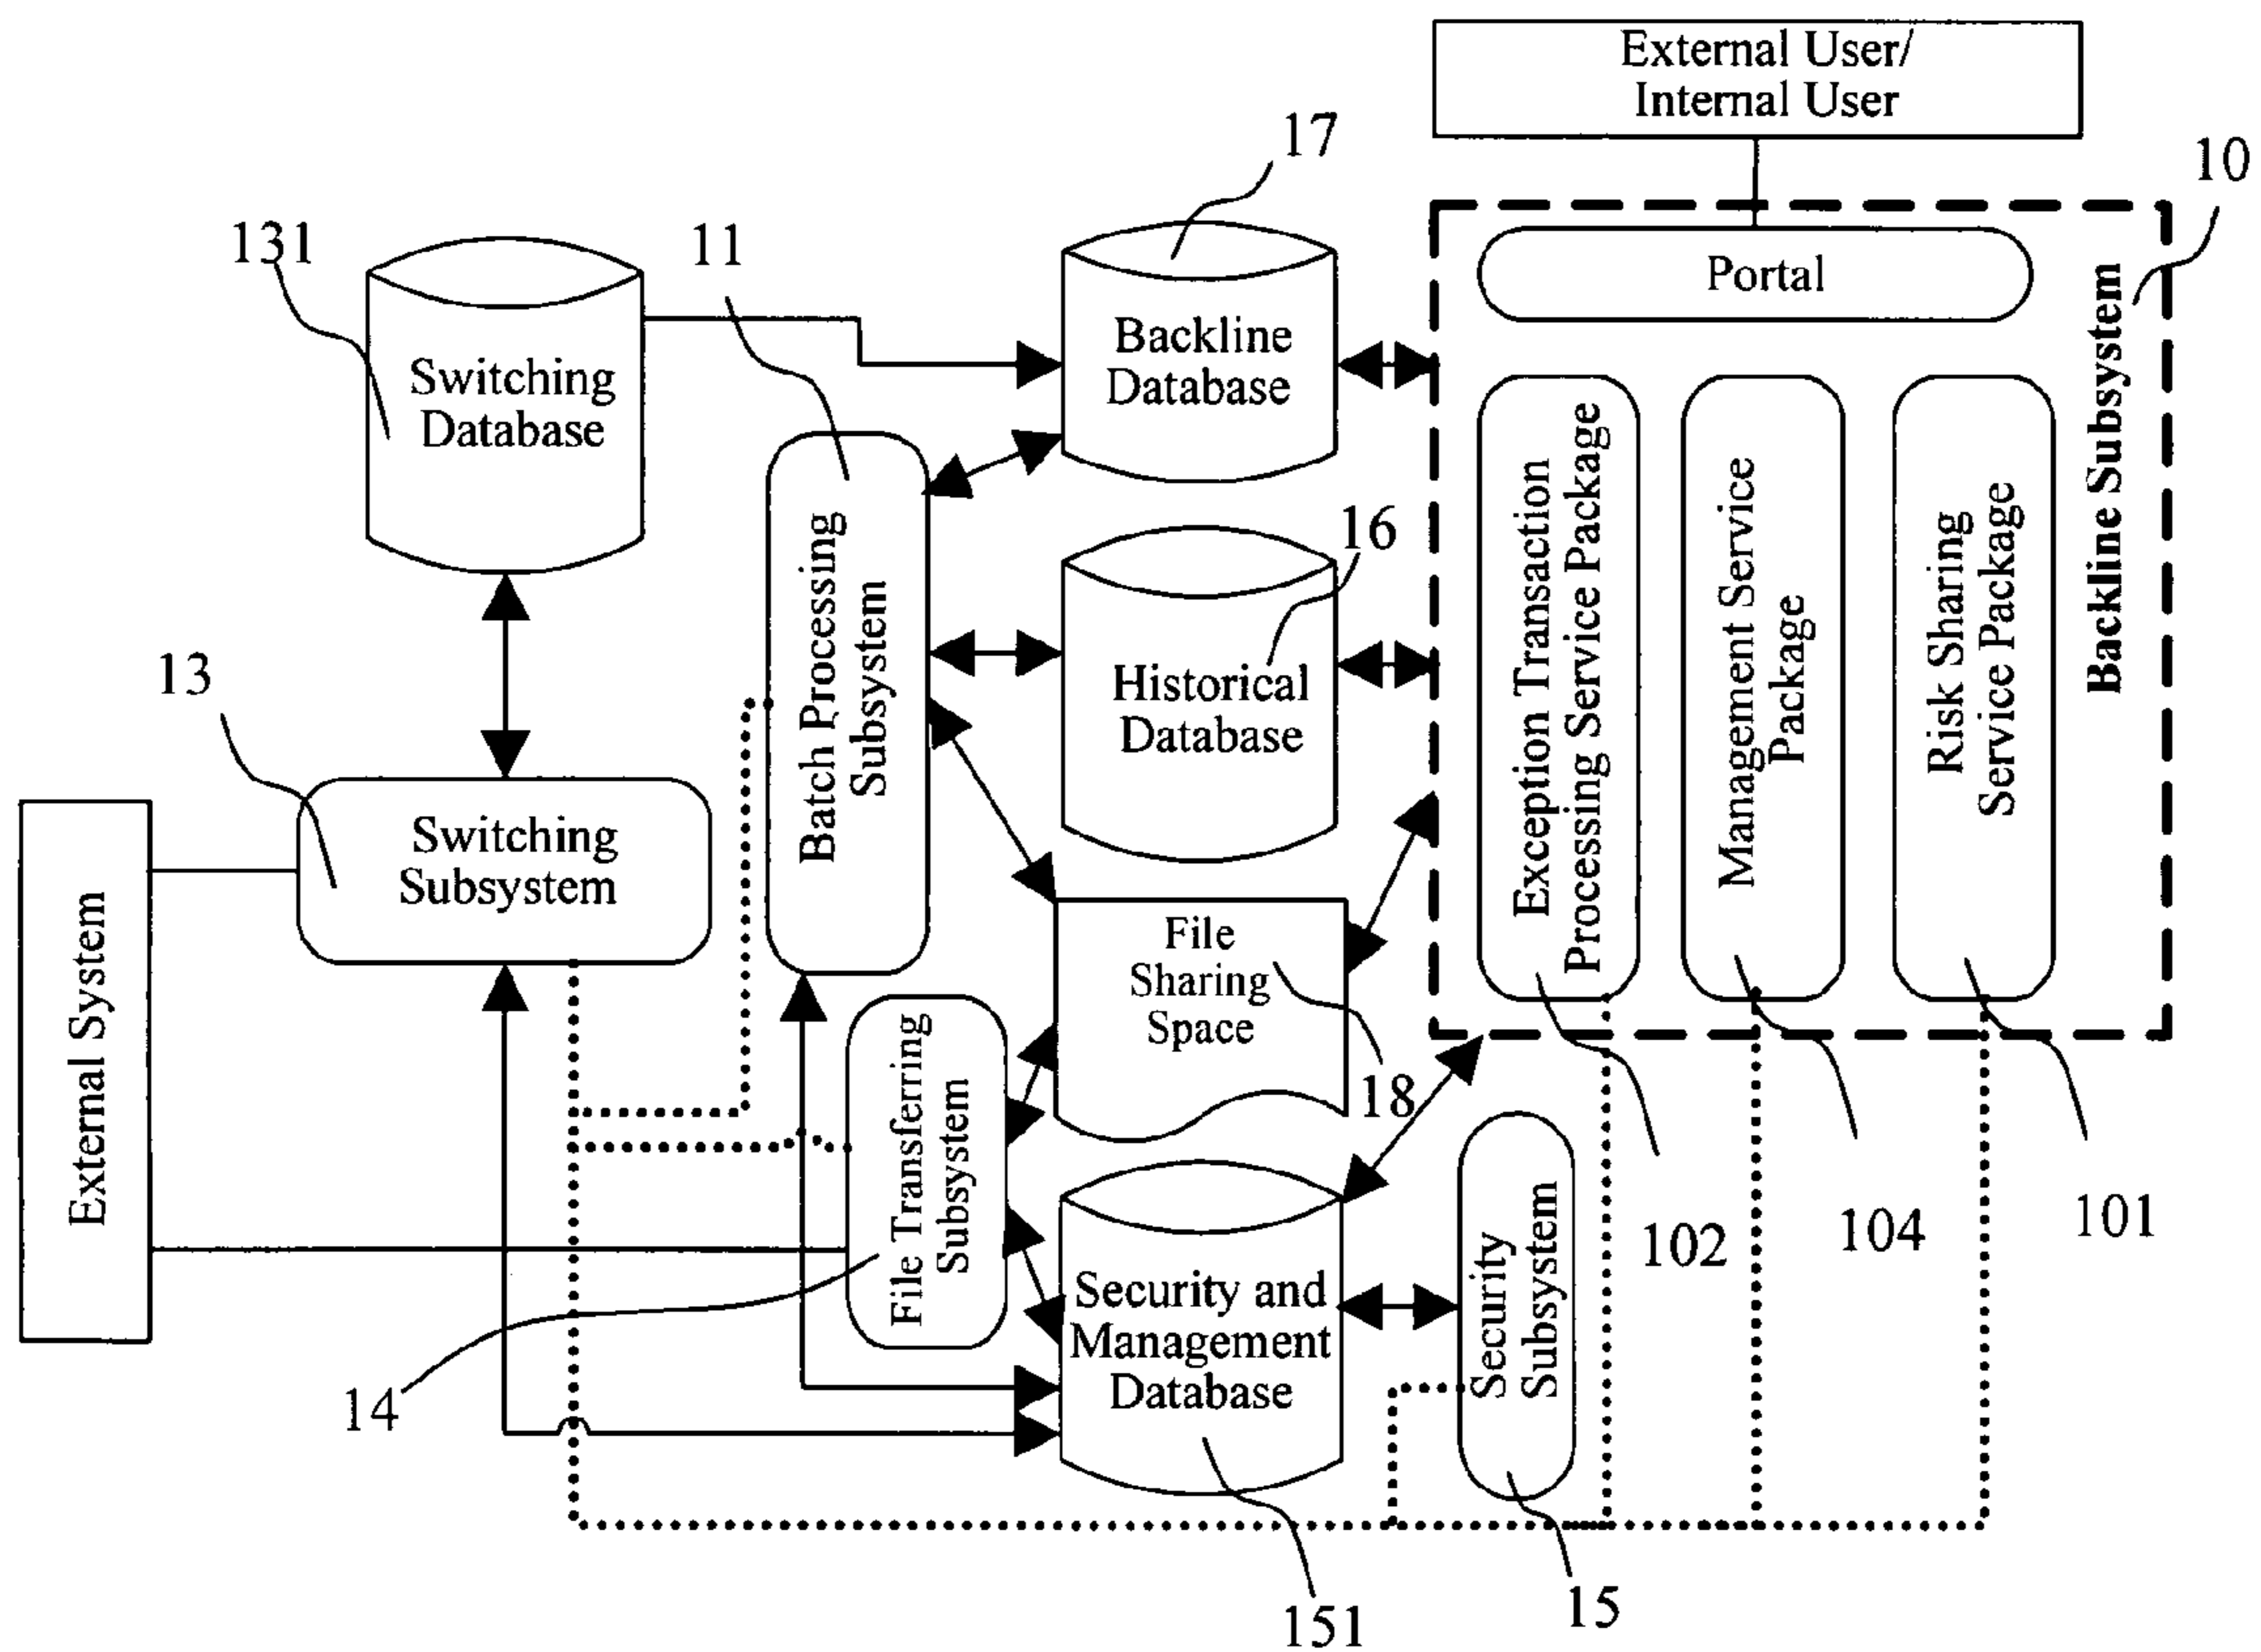 External User/
Internal User
10
17
Portal
131
11
Backline
Database
Switching
Database
Backline Subsystem
Exception Transaction
Processing Service Package
Management Service
Package
Risk Sharing
Service Package
16
Batch Processing
Subsystem
Historical
Database
13
Switching
Subsystem
External System
File
Sharing
Space
18
File Transferring
Subsystem
102
104
101
Security and
Management
Database
Security
Subsystem
14
151
15